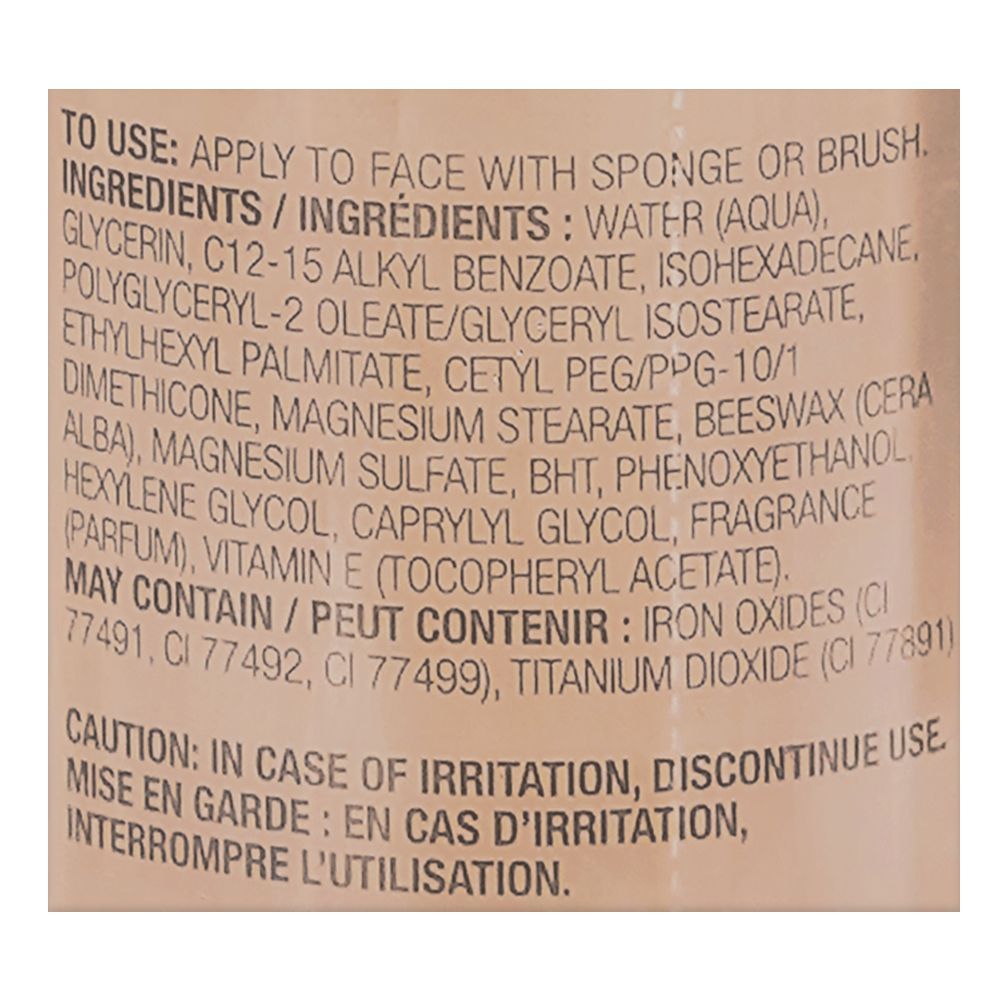 TO USE: APPLY TO FACE WITH SPONGE OR BRUSH.
INGREDIENTS / INGRÉDIENTS : WATER (AQUA),
GLYCERIN, C12-15 ALKYL BENZOATE, ISOHEXADECANE,
POLYGLYCERYL-2 OLEATE/GLYCERYL ISOSTEARATE,
ETHYLHEXYL PALMITATE, CETYL PEG/PPG-10/1
DIMETHICONE, MAGNESIUM STEARATE, BEESWAX (CERA
ALBA), MAGNESIUM SULFATE, BHT, PHENOXYETHANOL,
HEXYLENE GLYCOL, CAPRYLYL GLYCOL, FRAGRANCE
(PARFUM), VITAMIN E (TOCOPHERYL ACETATE).
MAY CONTAIN / PEUT CONTENIR : IRON OXIDES (CI
77491, CI 77492, CI 77499), TITANIUM DIOXIDE (CI 77891)
CAUTION: IN CASE OF IRRITATION, DISCONTINUE USE.
MISE EN GARDE : EN CAS D'IRRITATION,
INTERROMPRE L'UTILISATION.